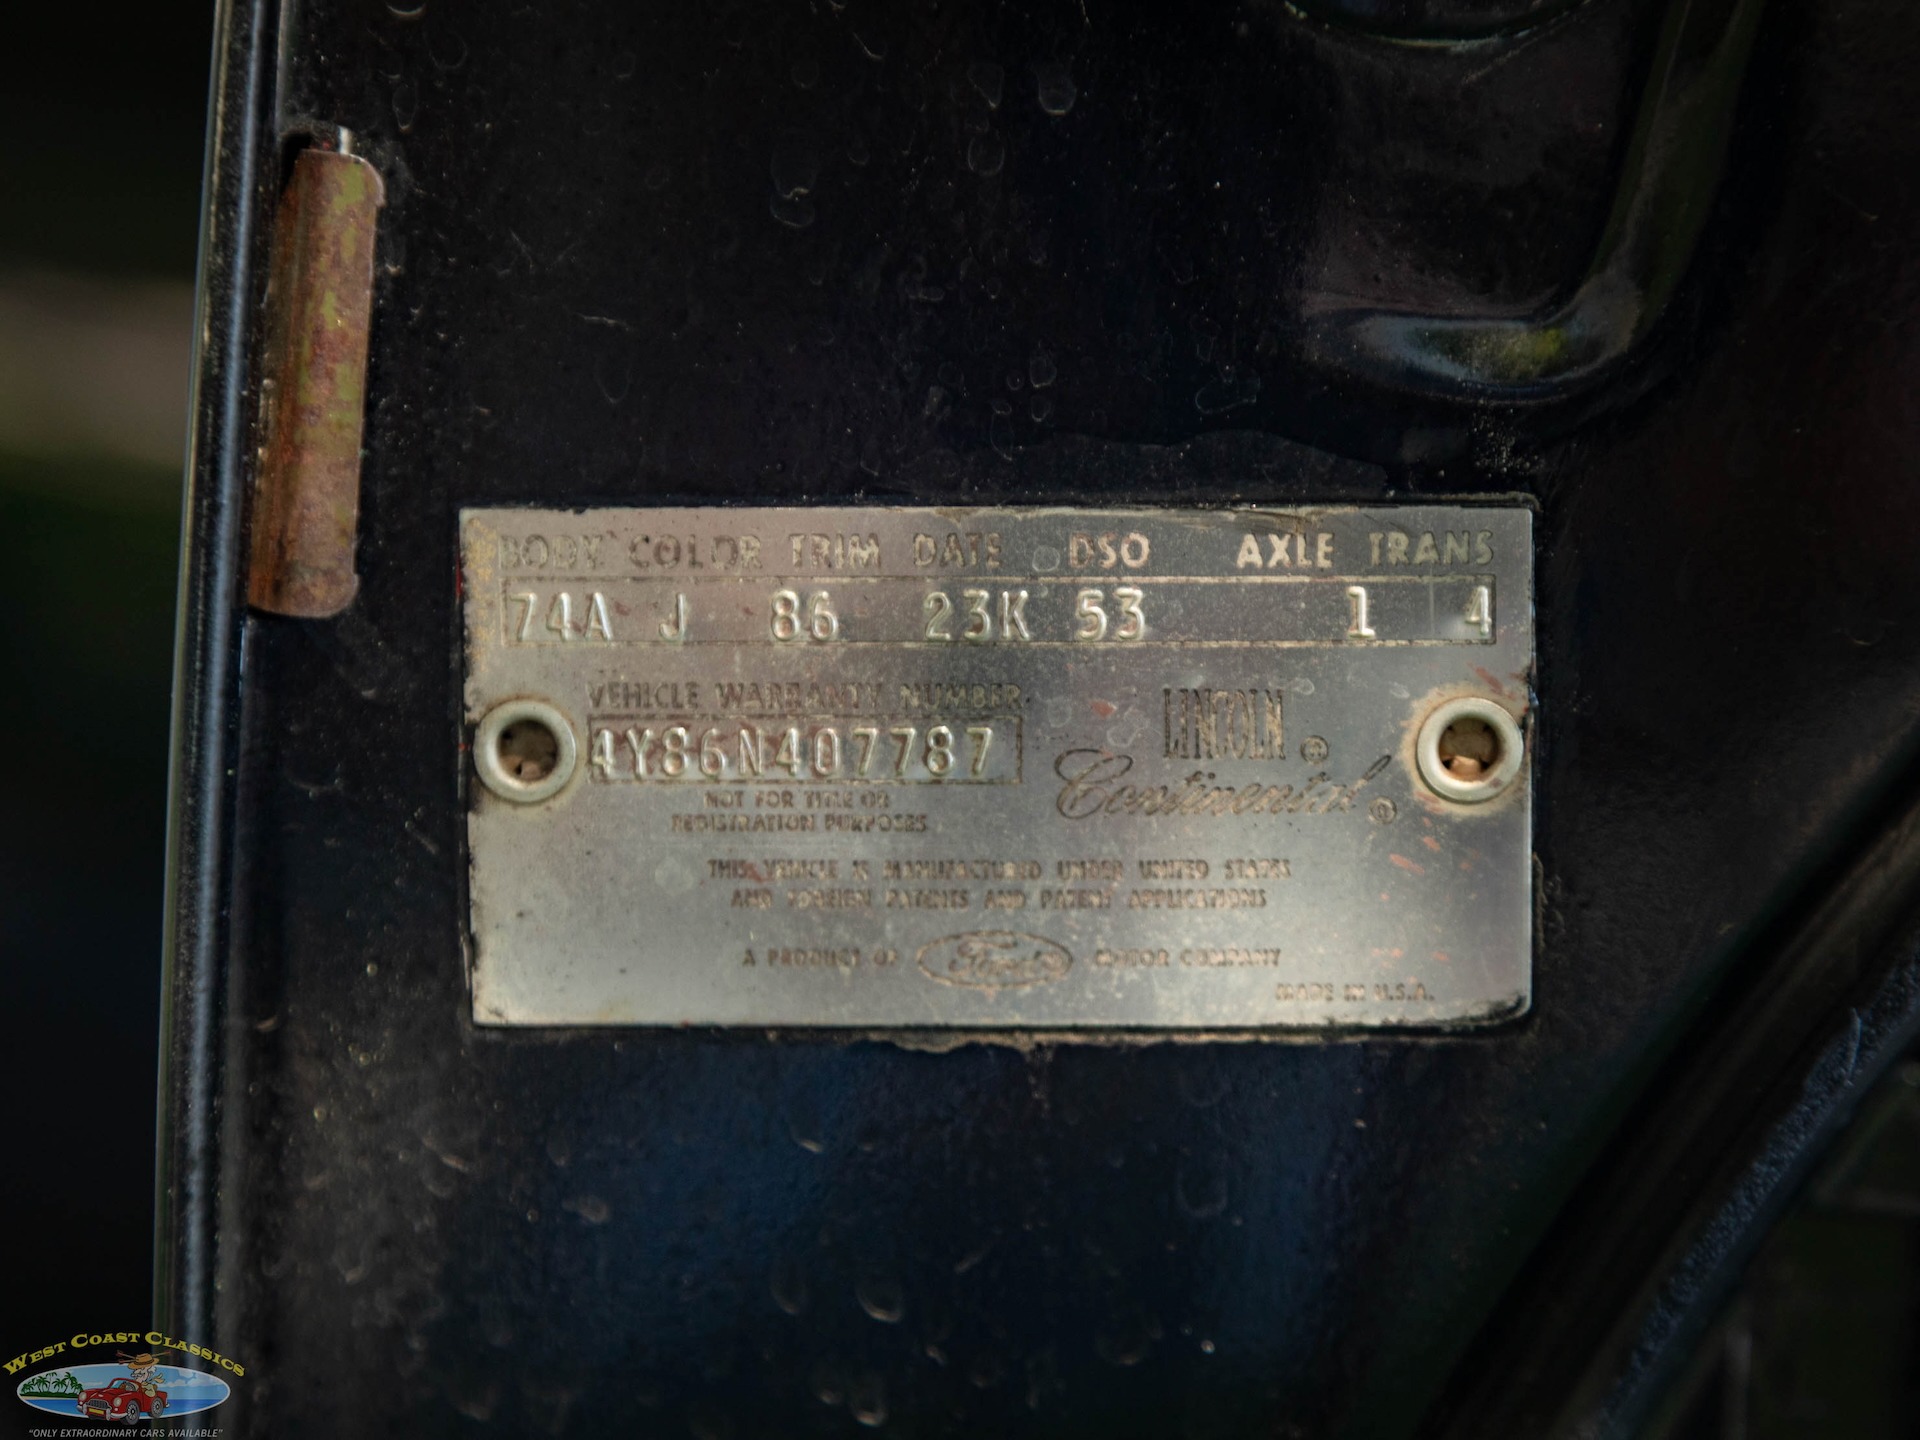 BODY COLOR TRIM DATE DSO AXLE TRANS
74A J 86 23K 53 1 4
VEHICLE WARRANTY NUMBER
4Y86N407787
NOT FOR TITLE OR
REGISTRATION PURPOSES
LINCOLN ®
Continental ®
THIS VEHICLE IS MANUFACTURED UNDER UNITED STATES
AND FOREIGN PATENTS AND PATENT APPLICATIONS
A PRODUCT OF Ford MOTOR COMPANY
MADE IN U.S.A.
WEST COAST CLASSICS
"ONLY EXTRAORDINARY CARS AVAILABLE"